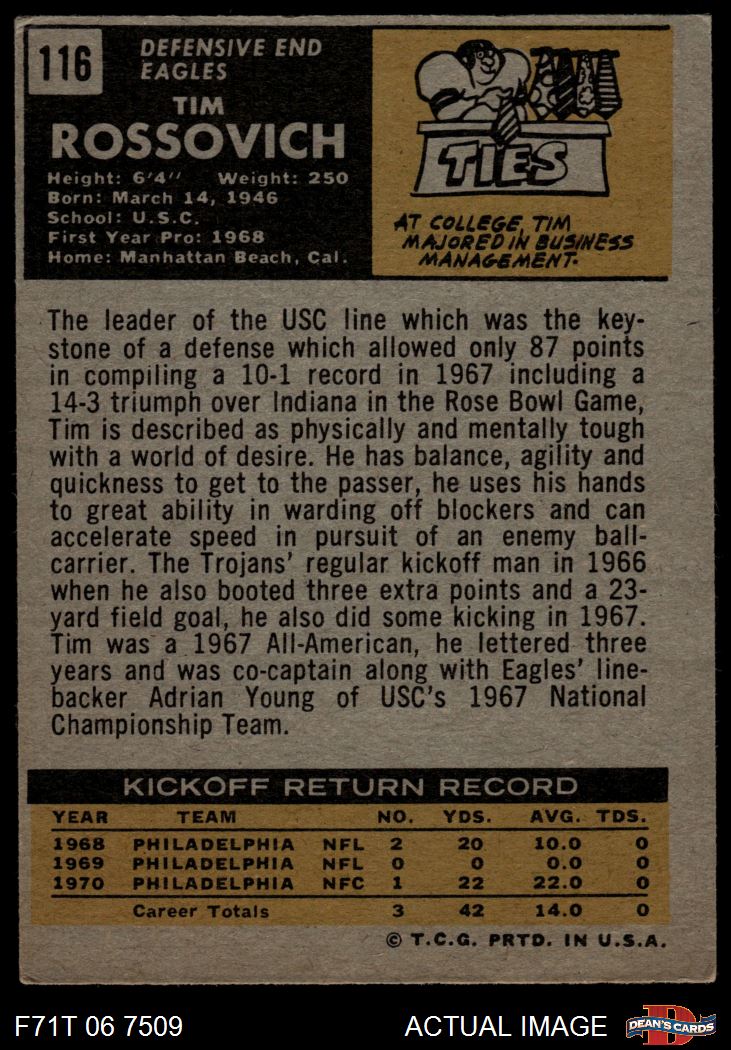 116
DEFENSIVE END
EAGLES
TIM
ROSSOVICH
Height: 6'4" Weight: 250
Born: March 14, 1946
School: U.S.C.
First Year Pro: 1968
Home: Manhattan Beach, Cal.
TIES
AT COLLEGE, TIM
MAJORED IN BUSINESS
MANAGEMENT.
The leader of the USC line which was the key-
stone of a defense which allowed only 87 points
in compiling a 10-1 record in 1967 including a
14-3 triumph over Indiana in the Rose Bowl Game,
Tim is described as physically and mentally tough
with a world of desire. He has balance, agility and
quickness to get to the passer, he uses his hands
to great ability in warding off blockers and can
accelerate speed in pursuit of an enemy ball-
carrier. The Trojans' regular kickoff man in 1966
when he also booted three extra points and a 23-
yard field goal, he also did some kicking in 1967.
Tim was a 1967 All-American, he lettered three
years and was co-captain along with Eagles' line-
backer Adrian Young of USC's 1967 National
Championship Team.
KICKOFF RETURN RECORD
YEAR TEAM NO. YDS. AVG. TDS.
1968 PHILADELPHIA NFL 2 20 10.0 0
1969 PHILADELPHIA NFL 0 0 0.0 0
1970 PHILADELPHIA NFC 1 22 22.0 0
Career Totals 3 42 14.0 0
© T.C.G. PRTD. IN U.S.A.
F71T 06 7509 ACTUAL IMAGE D DEAN'S CARDS